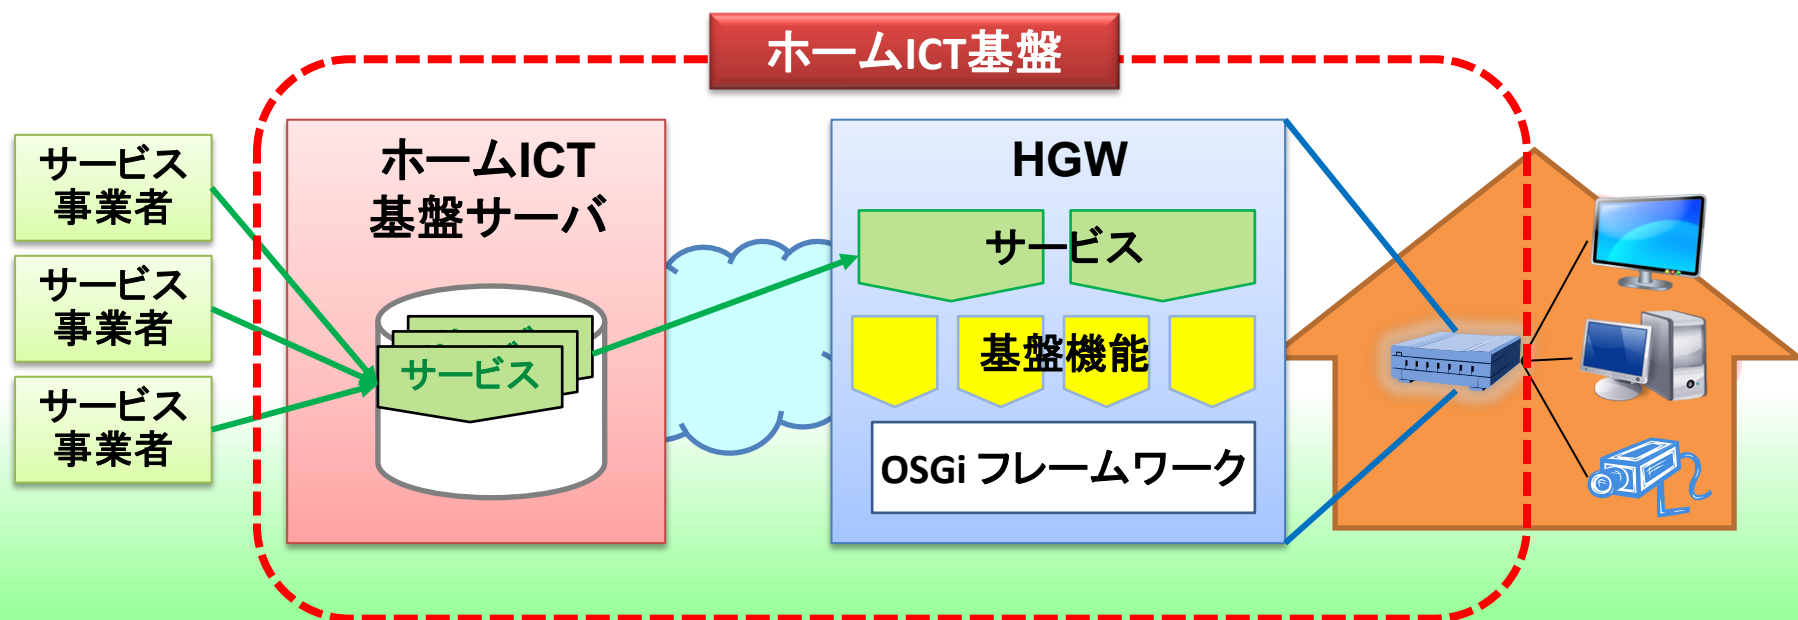 ホームICT基盤
サービス
事業者
サービス
事業者
サービス
事業者
ホームICT
基盤サーバ
サービス
HGW
サービス
基盤機能
OSGi フレームワーク